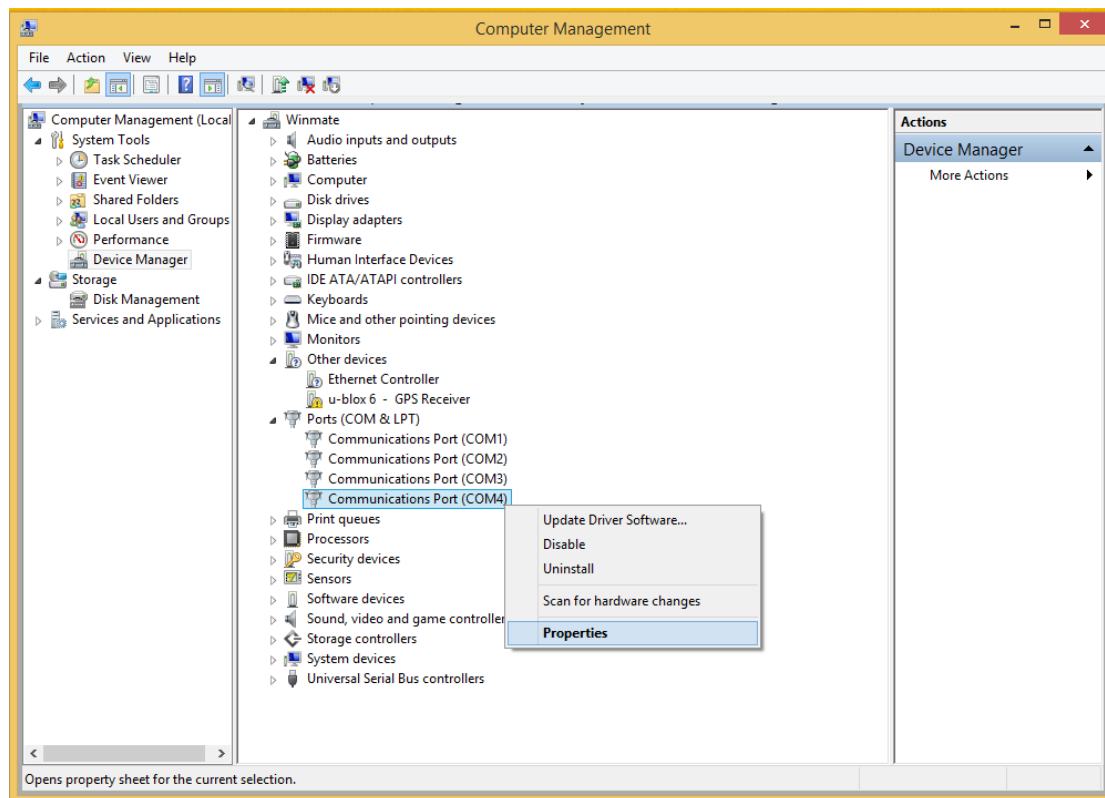 Computer Management
File Action View Help
Computer Management (Local
System Tools
Task Scheduler
Event Viewer
Shared Folders
Local Users and Groups
Performance
Device Manager
Storage
Disk Management
Services and Applications
Winmate
Audio inputs and outputs
Batteries
Computer
Disk drives
Display adapters
Firmware
Human Interface Devices
IDE ATA/ATAPI controllers
Keyboards
Mice and other pointing devices
Monitors
Other devices
Ethernet Controller
u-blox 6 - GPS Receiver
Ports (COM & LPT)
Communications Port (COM1)
Communications Port (COM2)
Communications Port (COM3)
Communications Port (COM4)
Print queues
Processors
Security devices
Sensors
Software devices
Sound, video and game controller
Storage controllers
System devices
Universal Serial Bus controllers
Update Driver Software...
Disable
Uninstall
Scan for hardware changes
Properties
Actions
Device Manager
More Actions
Opens property sheet for the current selection.